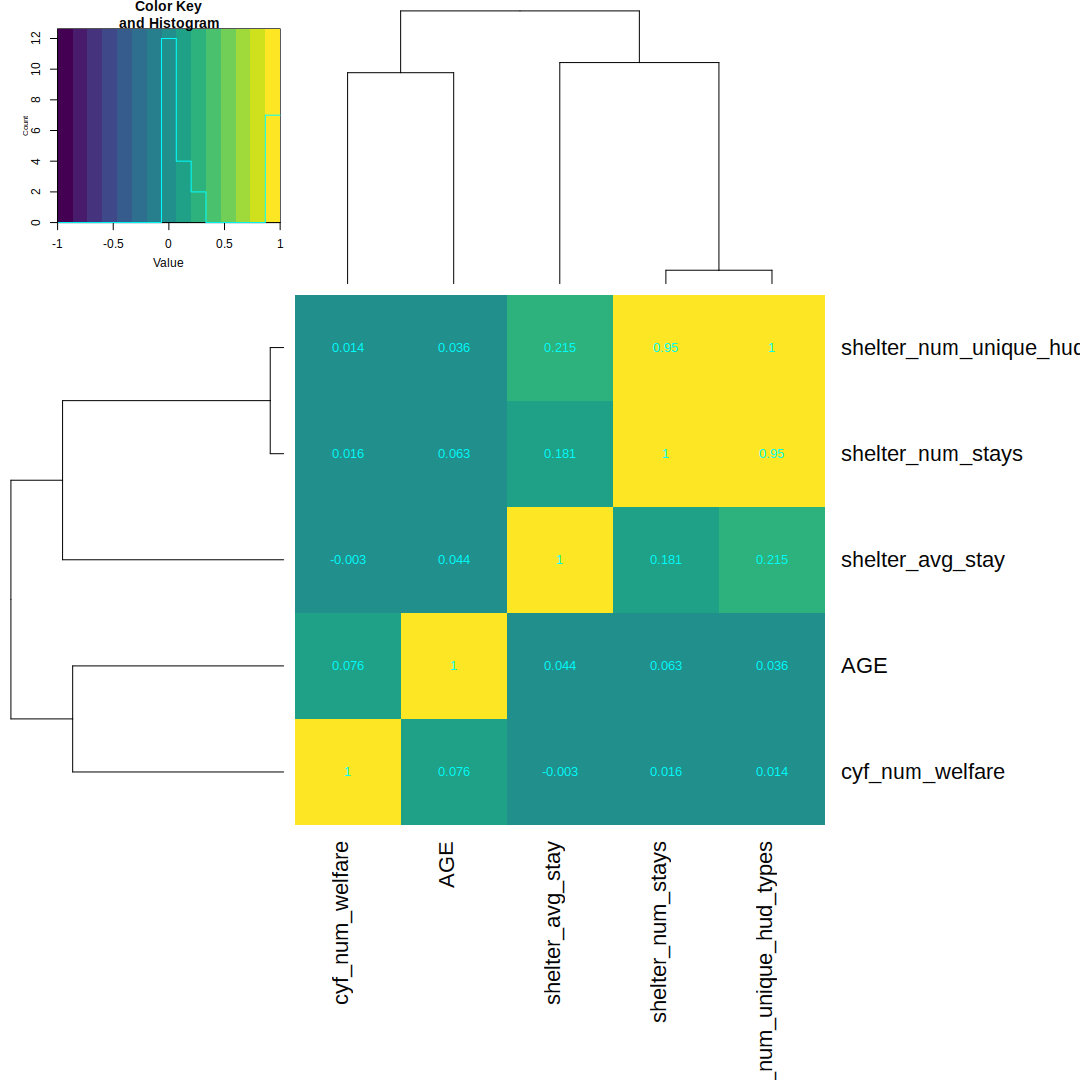 Color Key
and Histogram
12
10
8
6
4
2
0
Count
-1 -0.5 0 0.5 1
Value
0.014 0.036 0.215 0.95 1 shelter_num_unique_hud
0.016 0.063 0.181 1 0.95 shelter_num_stays
-0.003 0.044 1 0.181 0.215 shelter_avg_stay
0.076 1 0.044 0.063 0.036 AGE
1 0.076 -0.003 0.016 0.014 cyf_num_welfare
cyf_num_welfare
AGE
shelter_avg_stay
shelter_num_stays
_num_unique_hud_types